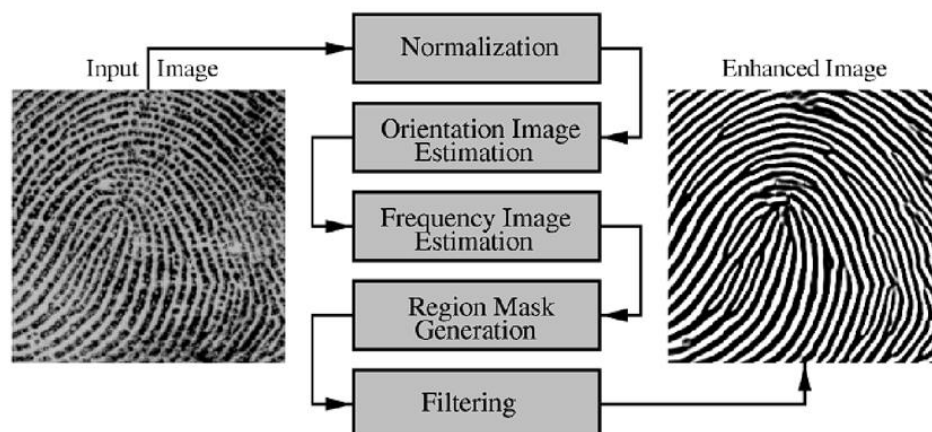 Normalization
Input Image
Enhanced Image
Orientation Image
Estimation
Frequency Image
Estimation
Region Mask
Generation
Filtering